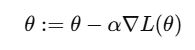 θ := θ − α∇L(θ)